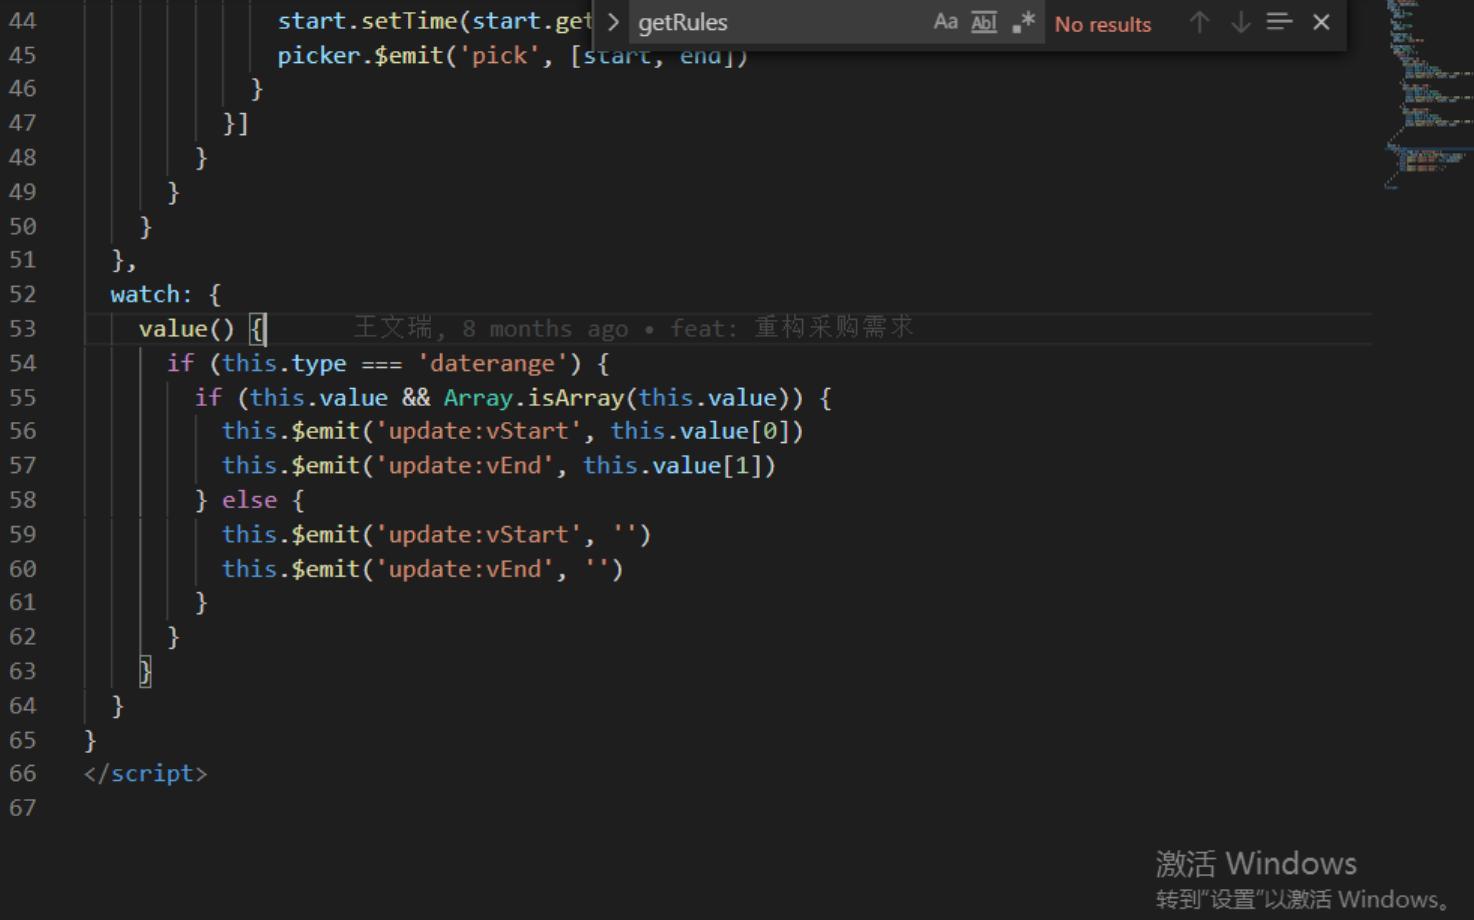 44 start.setTime(start.get
getRules Aa Abl .* No results
45 picker.$emit('pick', [start, end])
46 }
47 }]
48 }
49 }
50 }
51 },
52 watch: {
53 value() { 王文瑞, 8 months ago • feat: 重构采购需求
54 if (this.type === 'daterange') {
55 if (this.value && Array.isArray(this.value)) {
56 this.$emit('update:vStart', this.value[0])
57 this.$emit('update:vEnd', this.value[1])
58 } else {
59 this.$emit('update:vStart', '')
60 this.$emit('update:vEnd', '')
61 }
62 }
63 }
64 }
65 }
66 </script>
67
激活 Windows
转到"设置"以激活 Windows。